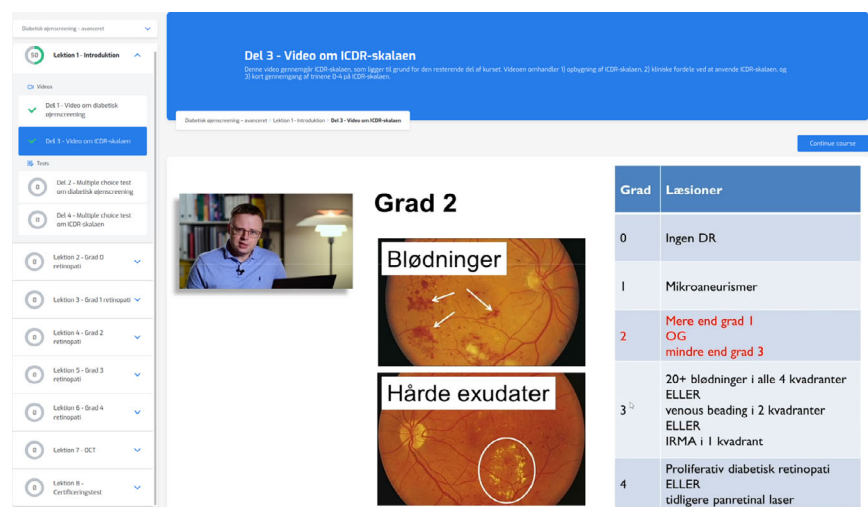 Diabetisk øjenscreening - avanceret
50
Lektion 1 - Introduktion
Videos
Del 1 - Video om diabetisk
øjenscreening
Del 3 - Video om ICDR-skalaen
Tests
0
Del 2 - Multiple choice test
om diabetisk øjenscreening
0
Del 4 - Multiple choice test
om ICDR-skalaen
0
Lektion 2 - Grad 0
retinopati
0
Lektion 3 - Grad 1 retinopati
0
Lektion 4 - Grad 2
retinopati
0
Lektion 5 - Grad 3
retinopati
0
Lektion 6 - Grad 4
retinopati
0
Lektion 7 - OCT
0
Lektion 8 -
Certificeringstest
Del 3 - Video om ICDR-skalaen
Denne video gennemgår ICDR-skalaen, som ligger til grund for den resterende del af kurset. Videoen omhandler 1) opbygning af ICDR-skalaen, 2) kliniske fordele ved at anvende ICDR-skalaen, og
3) kort gennemgang af trinene 0-4 på ICDR-skalaen.
Diabetisk øjenscreening – avanceret / Lektion 1 - Introduktion / Del 3 - Video om ICDR-skalaen
Continue course
Grad 2
Blødninger
Hårde exudater
Grad Læsioner
0 Ingen DR
1 Mikroaneurismer
2 Mere end grad 1
OG
mindre end grad 3
3 20+ blødninger i alle 4 kvadranter
ELLER
venous beading i 2 kvadranter
ELLER
IRMA i 1 kvadrant
4 Proliferativ diabetisk retinopati
ELLER
tidligere panretinal laser